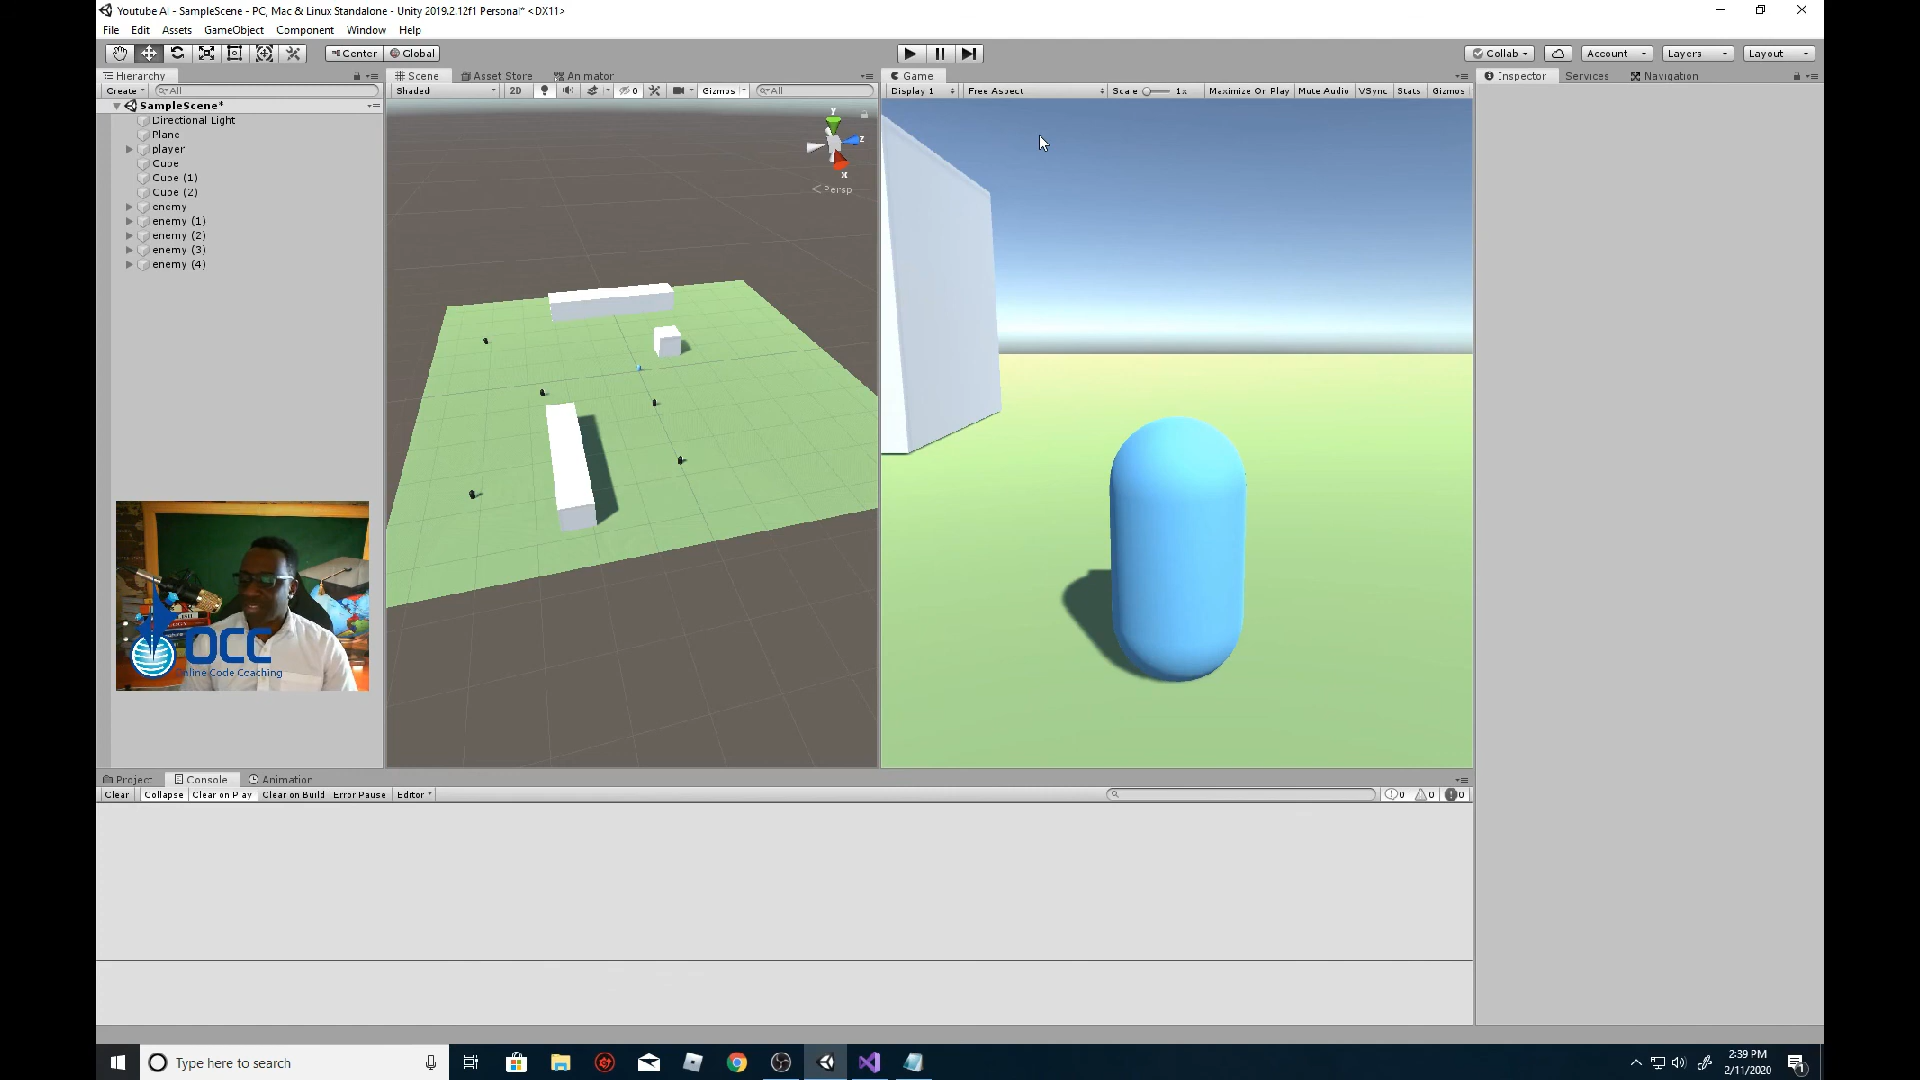 Youtube AI - SampleScene - PC, Mac & Linux Standalone - Unity 2019.2.12f1 Personal* <DX11>
File Edit Assets GameObject Component Window Help
Center Global
Collab Account Layers Layout
Hierarchy
Scene Asset Store Animator
Game
Inspector Services Navigation
Create All
Shaded 2D 0 Gizmos All
Display 1 Free Aspect Scale 1x Maximize On Play Mute Audio VSync Stats Gizmos
SampleScene*
Directional Light
Plane
player
Cube
Cube (1)
Cube (2)
enemy
enemy (1)
enemy (2)
enemy (3)
enemy (4)
y
z
x
< Persp
OCC
Online Code Coaching
Project Console Animation
Clear Collapse Clear on Play Clear on Build Error Pause Editor
0 0 0
Type here to search
2:39 PM
2/11/2020
1